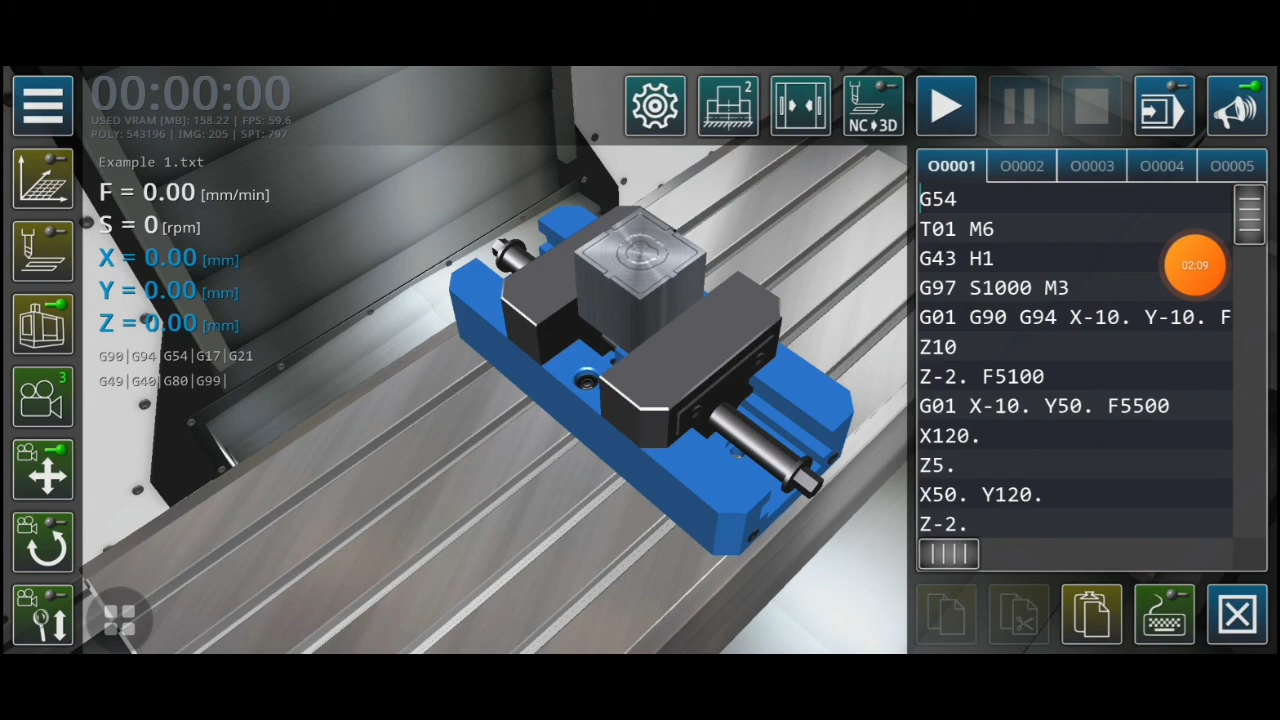 00:00:00
USED VRAM [MB]: 158.22 | FPS: 59.6
POLY: 543196 | IMG: 205 | SPT: 797
Example 1.txt
F = 0.00 [mm/min]
S = 0 [rpm]
X = 0.00 [mm]
Y = 0.00 [mm]
Z = 0.00 [mm]
G90|G94|G54|G17|G21
G49|G40|G80|G99|
3
2
NC 3D
O0001 O0002 O0003 O0004 O0005
G54
T01 M6
G43 H1
G97 S1000 M3
G01 G90 G94 X-10. Y-10. F
Z10
Z-2. F5100
G01 X-10. Y50. F5500
X120.
Z5.
X50. Y120.
Z-2.
02:09